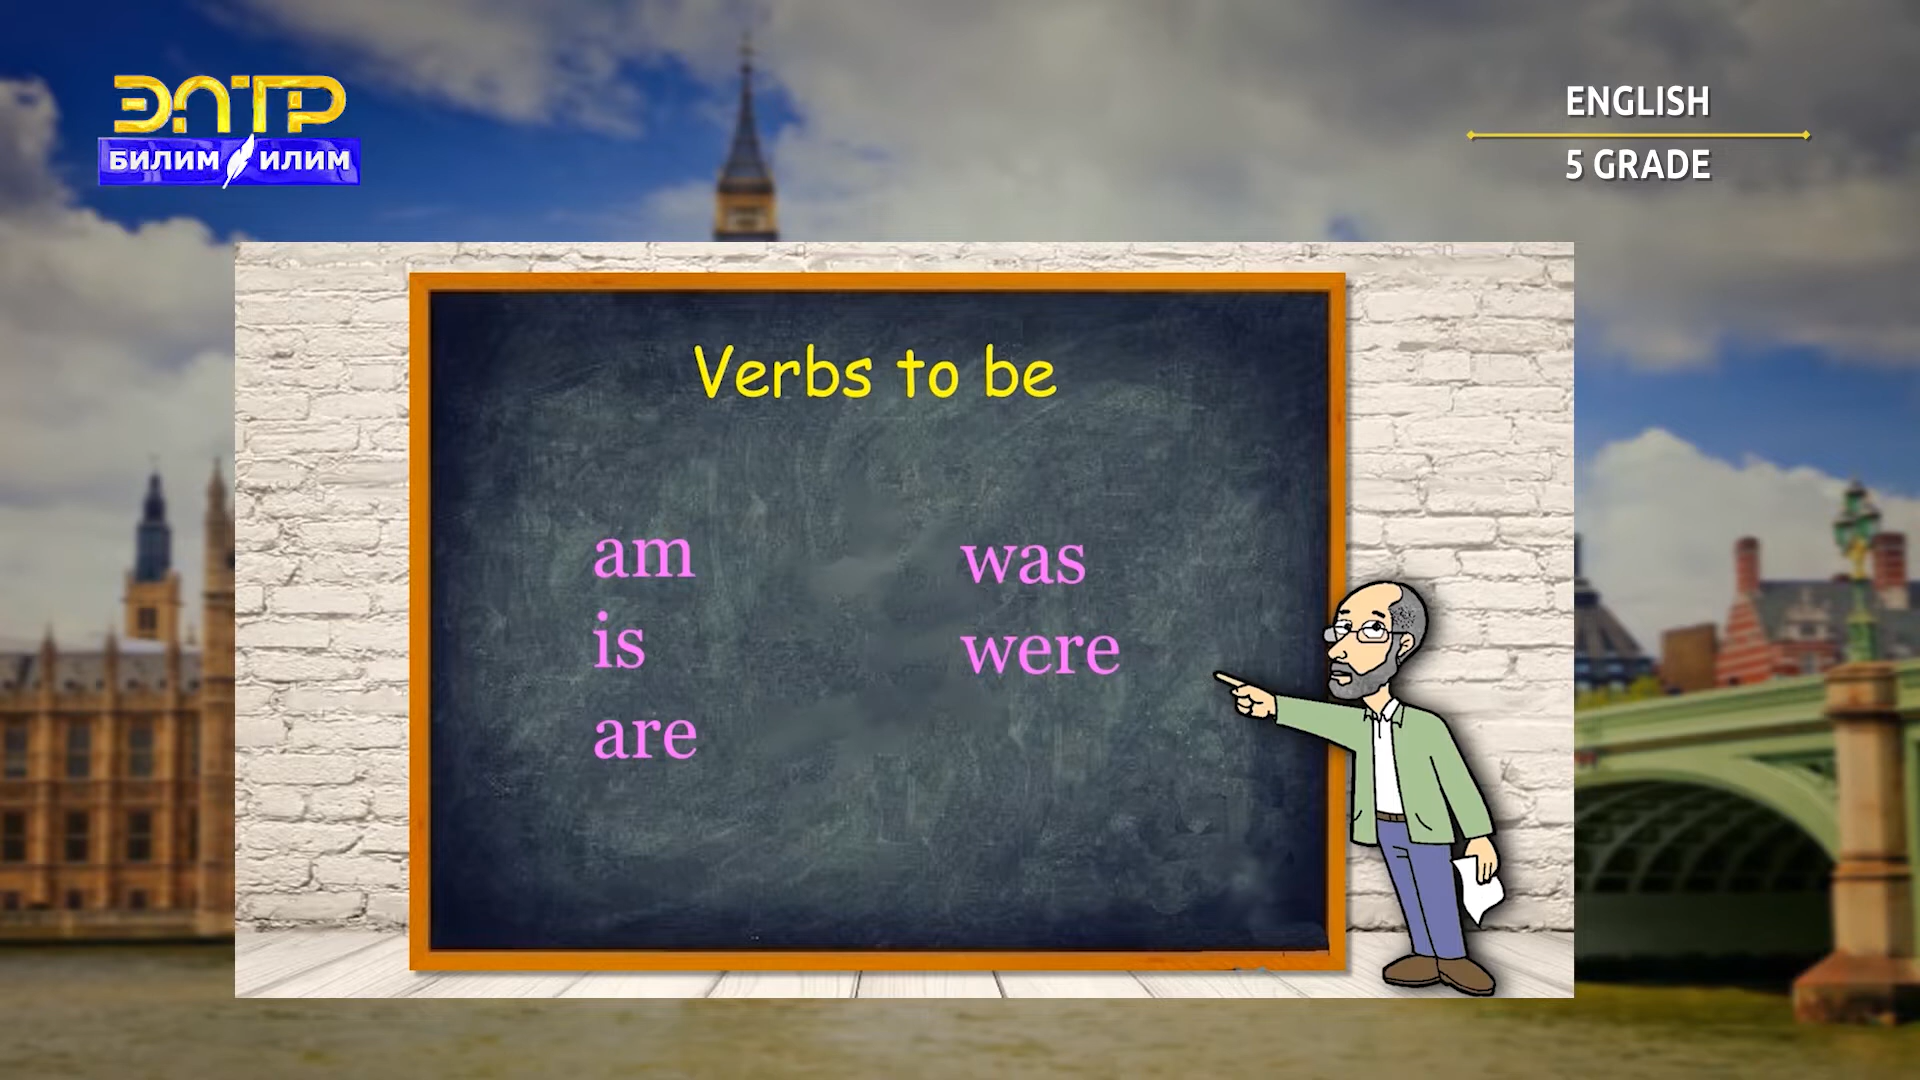 ЭЛТР
БИЛИМ ИЛИМ
ENGLISH
5 GRADE
Verbs to be
am
is
are
was
were